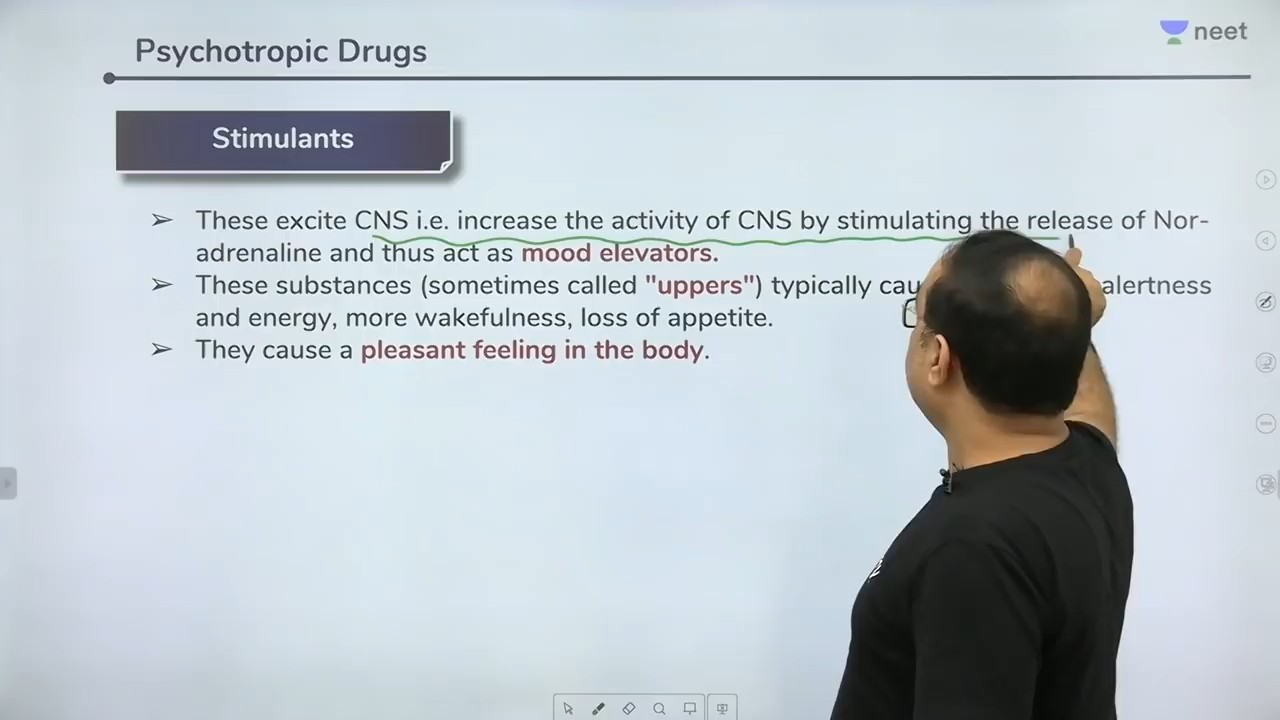 neet
Psychotropic Drugs
Stimulants
➢ These excite CNS i.e. increase the activity of CNS by stimulating the release of Nor-
adrenaline and thus act as mood elevators.
➢ These substances (sometimes called "uppers") typically alertness
and energy, more wakefulness, loss of appetite.
➢ They cause a pleasant feeling in the body.